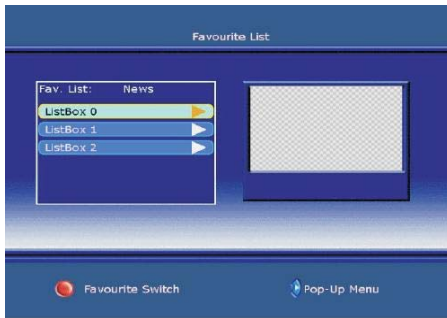 Favourite List
Fav. List: News
ListBox 0
ListBox 1
ListBox 2
Favourite Switch
Pop-Up Menu